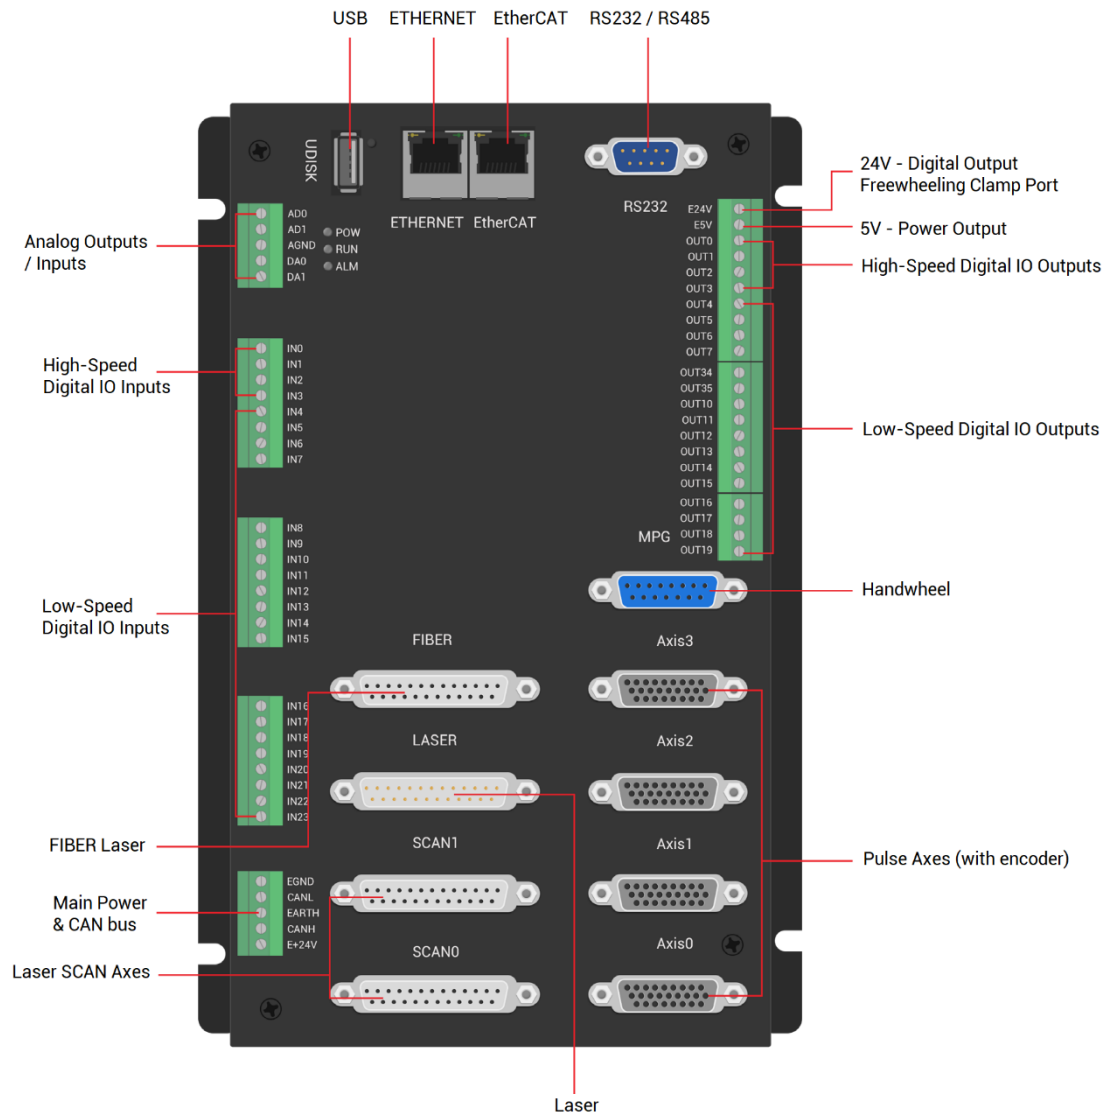 USB
ETHERNET
EtherCAT
RS232 / RS485
UDISK
ETHERNET
EtherCAT
RS232
24V - Digital Output
Freewheeling Clamp Port
5V - Power Output
High-Speed Digital IO Outputs
Low-Speed Digital IO Outputs
Analog Outputs
/ Inputs
AD0
AD1
AGND
DA0
DA1
POW
RUN
ALM
E24V
E5V
OUT0
OUT1
OUT2
OUT3
OUT4
OUT5
OUT6
OUT7
OUT34
OUT35
OUT10
OUT11
OUT12
OUT13
OUT14
OUT15
OUT16
OUT17
OUT18
OUT19
High-Speed
Digital IO Inputs
IN0
IN1
IN2
IN3
IN4
IN5
IN6
IN7
Low-Speed
Digital IO Inputs
IN8
IN9
IN10
IN11
IN12
IN13
IN14
IN15
IN16
IN17
IN18
IN19
IN20
IN21
IN22
IN23
MPG
Handwheel
FIBER
Axis3
LASER
Axis2
SCAN1
Axis1
SCAN0
Axis0
FIBER Laser
Pulse Axes (with encoder)
Main Power
& CAN bus
EGND
CANL
EARTH
CANH
E+24V
Laser SCAN Axes
Laser